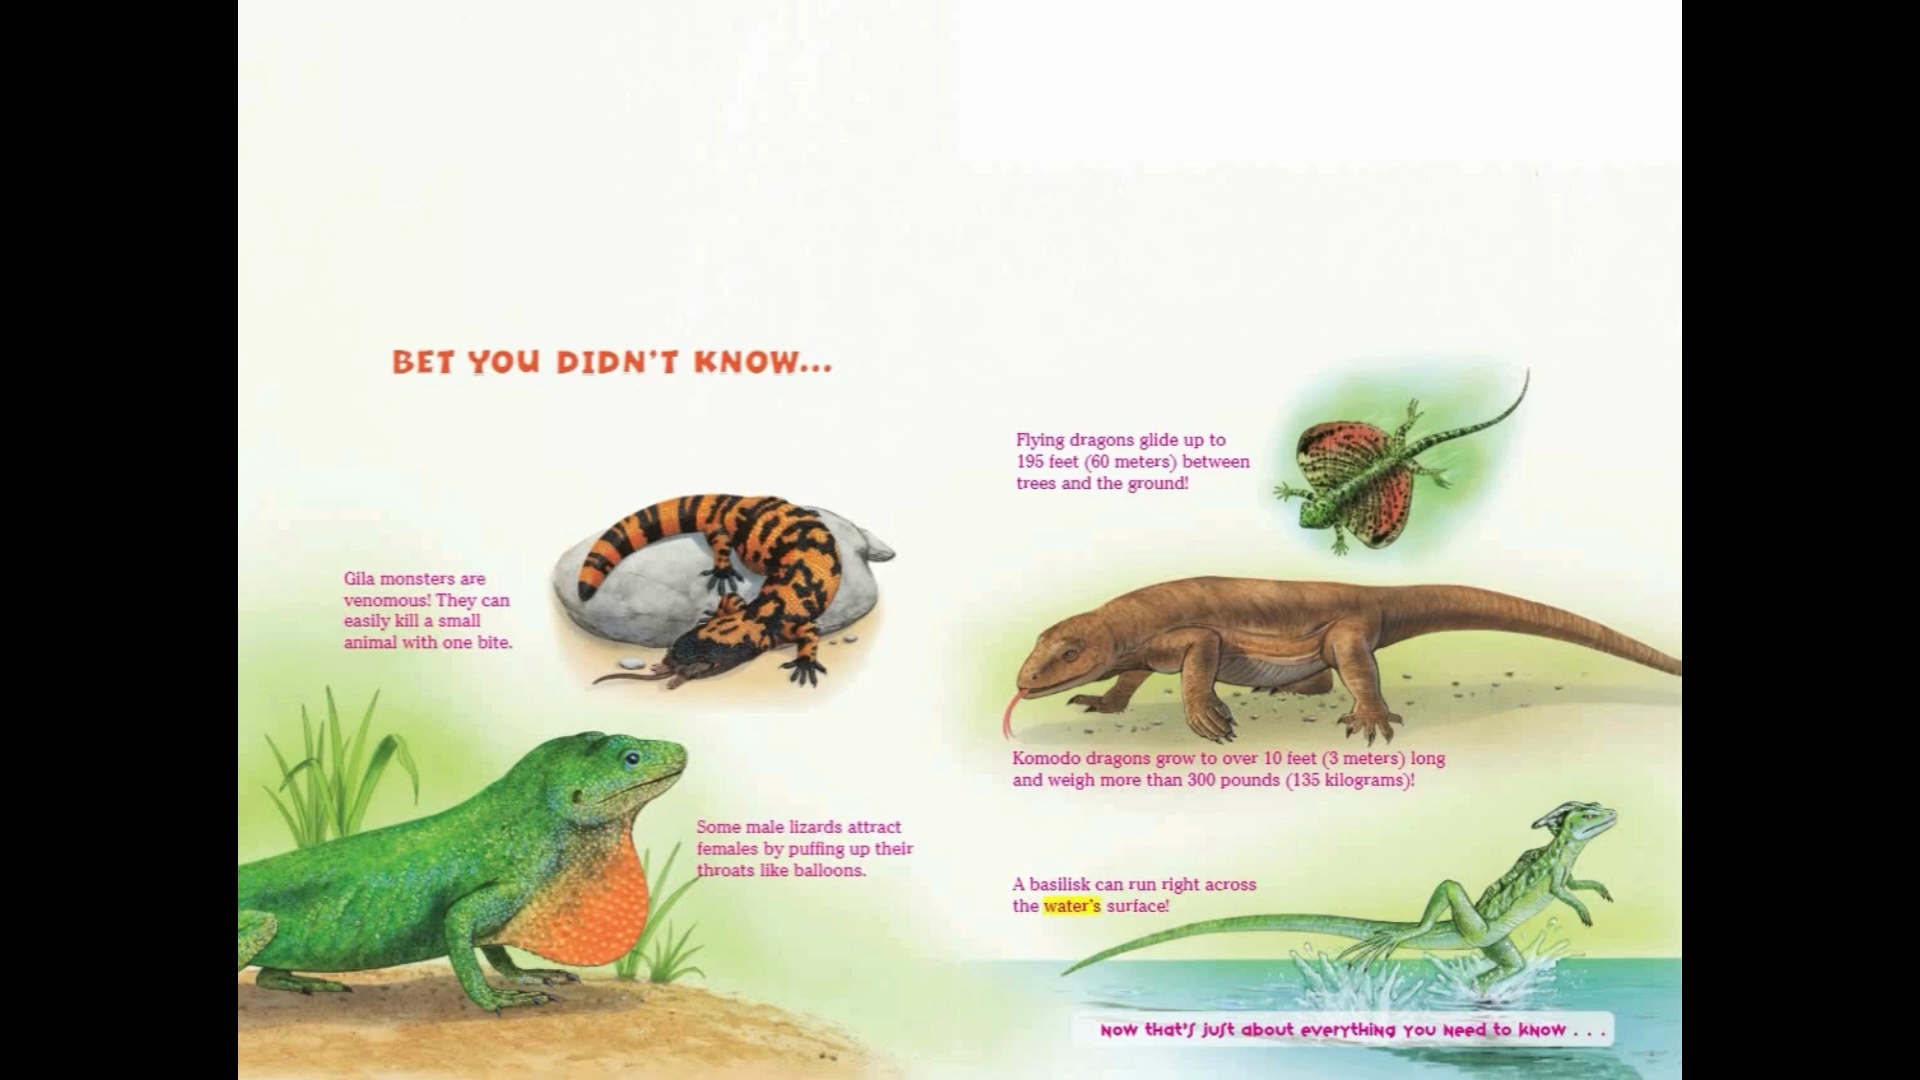 BET YOU DIDN'T KNOW...
Gila monsters are
venomous! They can
easily kill a small
animal with one bite.
Some male lizards attract
females by puffing up their
throats like balloons.
Flying dragons glide up to
195 feet (60 meters) between
trees and the ground!
Komodo dragons grow to over 10 feet (3 meters) long
and weigh more than 300 pounds (135 kilograms)!
A basilisk can run right across
the water's surface!
Now that's just about everything you need to know . . .